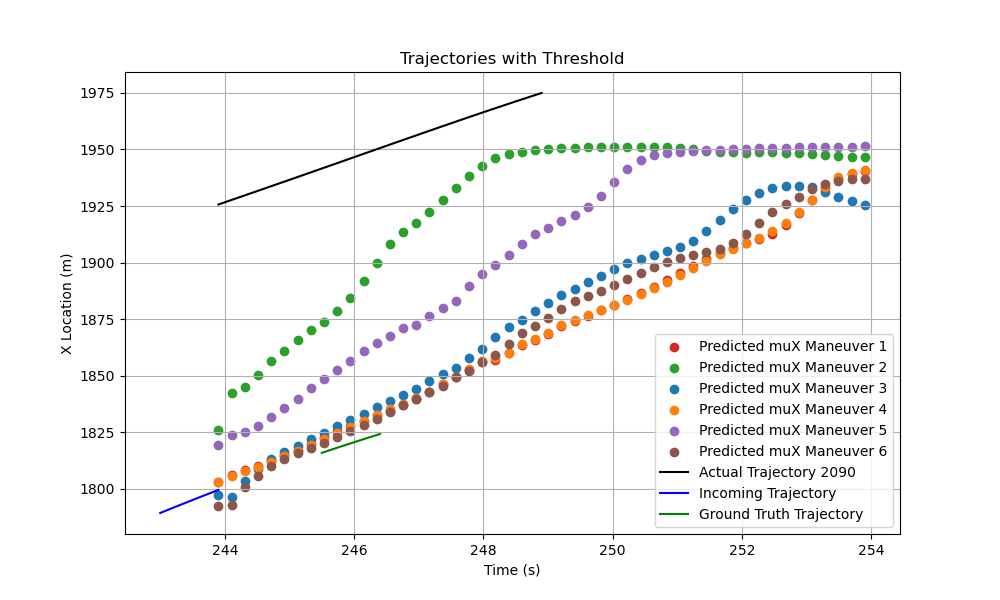 Trajectories with Threshold
X Location (m)
1975
1950
1925
1900
1875
1850
1825
1800
244 246 248 250 252 254
Time (s)
Predicted muX Maneuver 1
Predicted muX Maneuver 2
Predicted muX Maneuver 3
Predicted muX Maneuver 4
Predicted muX Maneuver 5
Predicted muX Maneuver 6
Actual Trajectory 2090
Incoming Trajectory
Ground Truth Trajectory